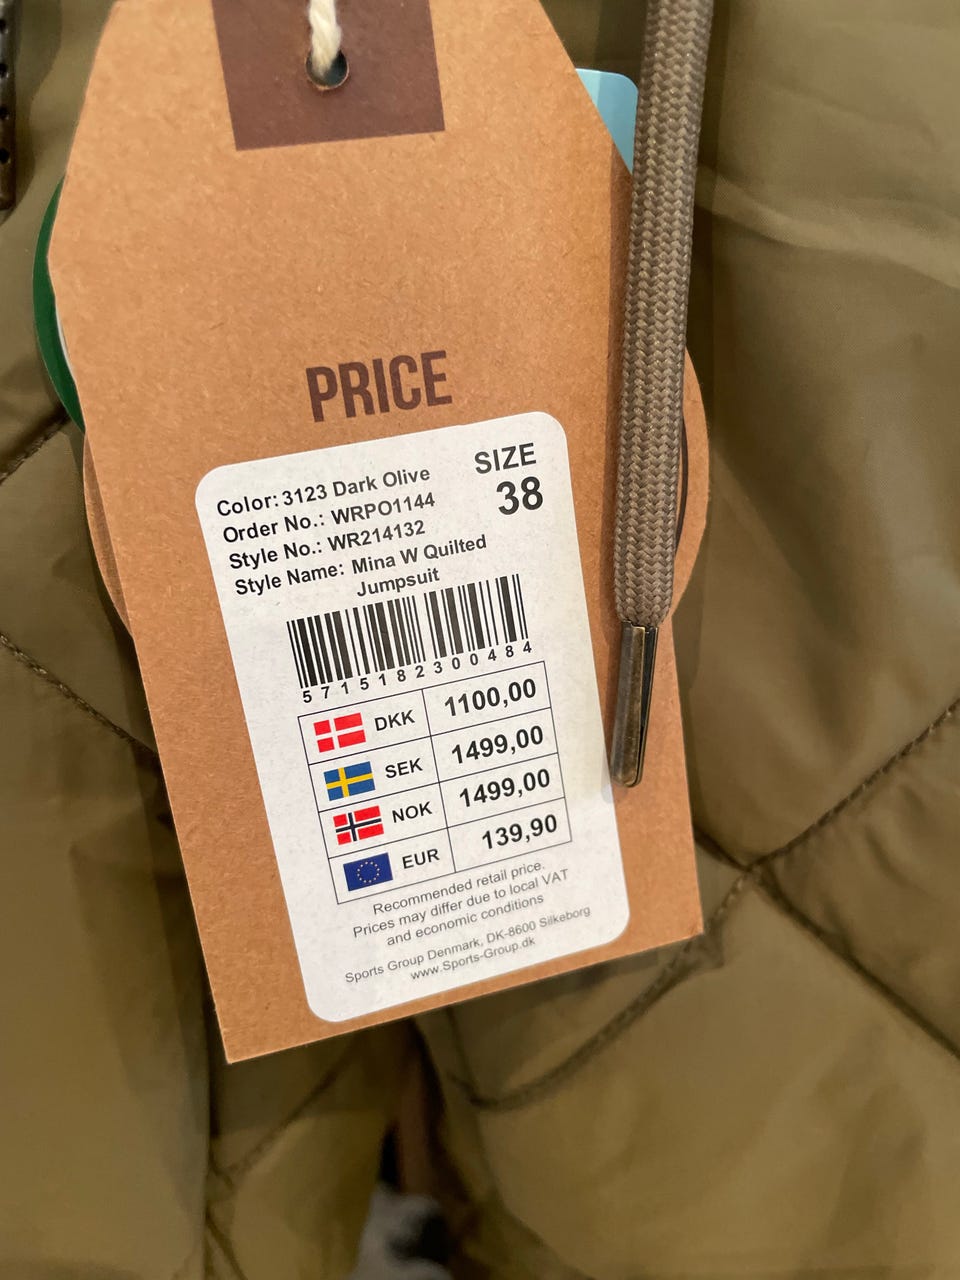 PRICE
SIZE
38
Color: 3123 Dark Olive
Order No.: WRPO1144
Style No.: WR214132
Style Name: Mina W Quilted
Jumpsuit
5715182300484
DKK 1100,00
SEK 1499,00
NOK 1499,00
EUR 139,90
Recommended retail price.
Prices may differ due to local VAT
and economic conditions
Sports Group Denmark, DK-8600 Silkeborg
www.Sports-Group.dk